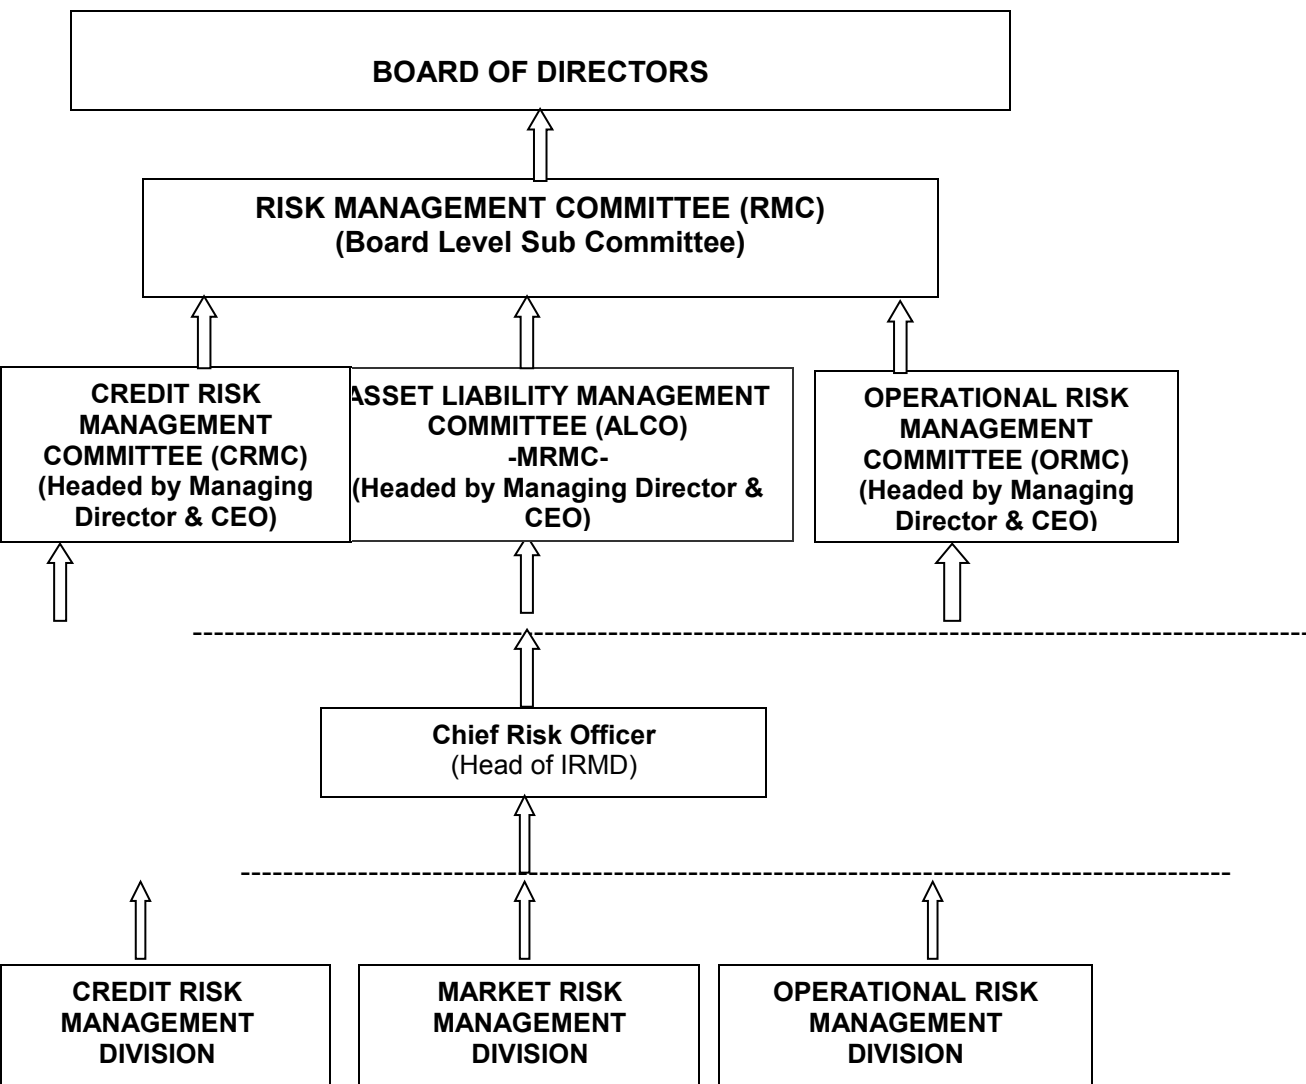 BOARD OF DIRECTORS
RISK MANAGEMENT COMMITTEE (RMC)
(Board Level Sub Committee)
CREDIT RISK
MANAGEMENT
COMMITTEE (CRMC)
(Headed by Managing
Director & CEO)
ASSET LIABILITY MANAGEMENT
COMMITTEE (ALCO)
-MRMC-
(Headed by Managing Director &
CEO)
OPERATIONAL RISK
MANAGEMENT
COMMITTEE (ORMC)
(Headed by Managing
Director & CEO)
Chief Risk Officer
(Head of IRMD)
CREDIT RISK
MANAGEMENT
DIVISION
MARKET RISK
MANAGEMENT
DIVISION
OPERATIONAL RISK
MANAGEMENT
DIVISION